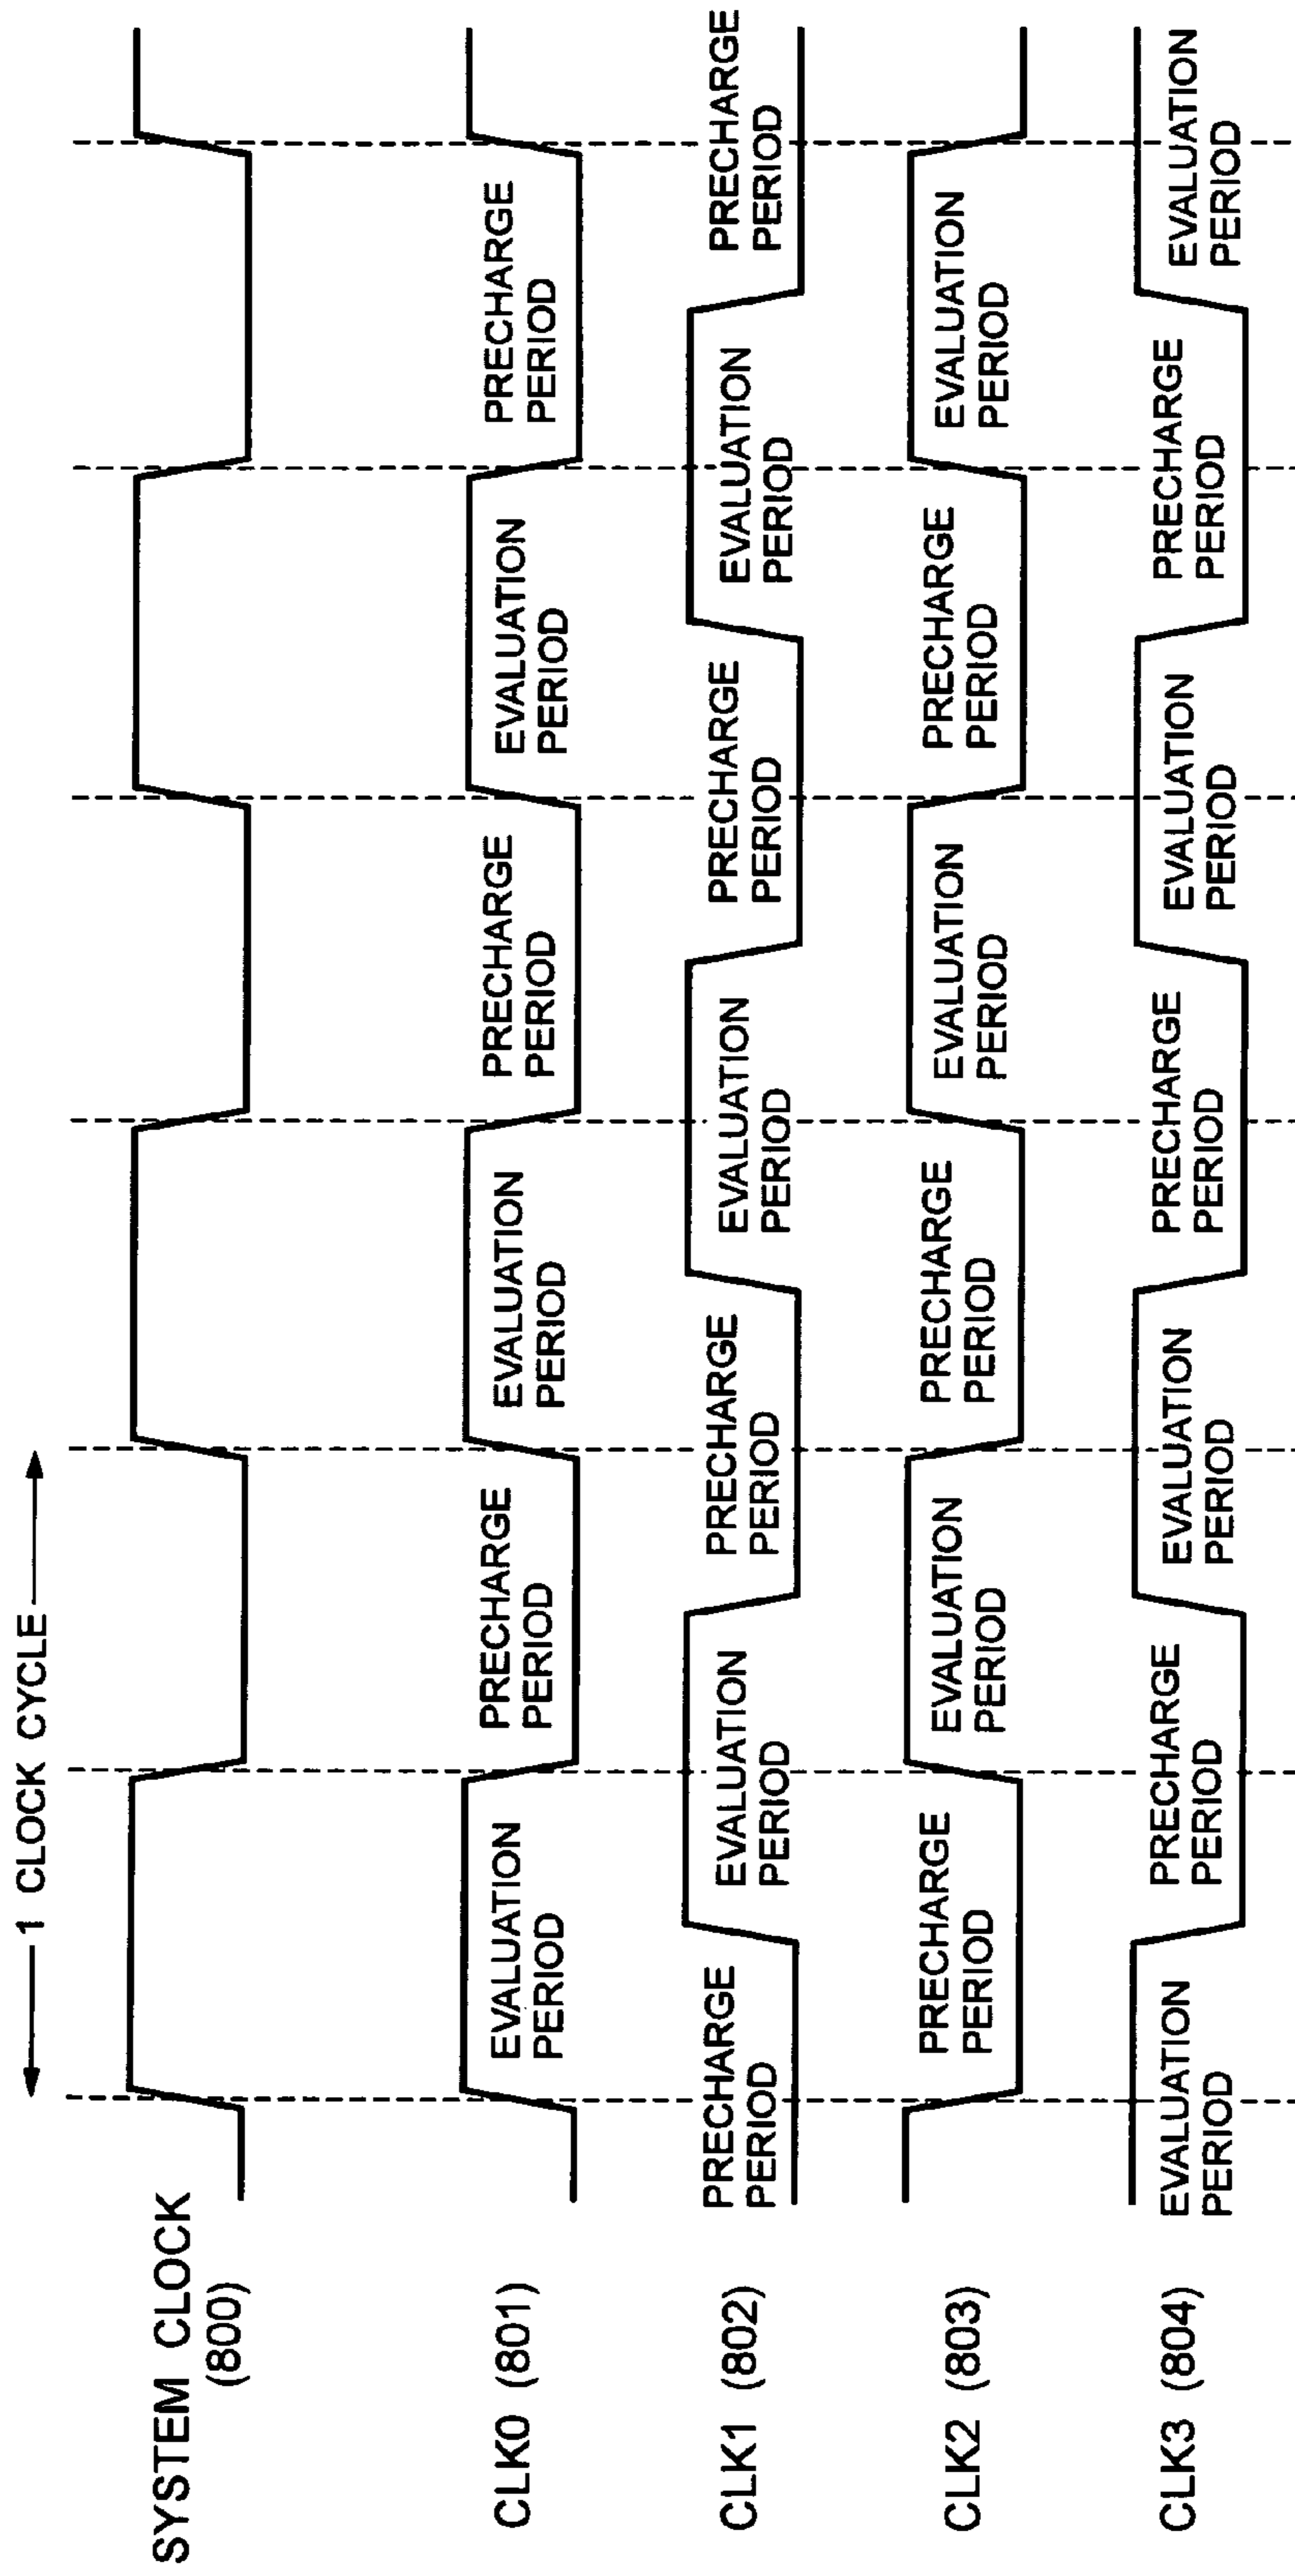 1 CLOCK CYCLE
SYSTEM CLOCK
(800)
CLK0 (801)
EVALUATION
PERIOD
PRECHARGE
PERIOD
EVALUATION
PERIOD
PRECHARGE
PERIOD
EVALUATION
PERIOD
PRECHARGE
PERIOD
CLK1 (802)
PRECHARGE
PERIOD
EVALUATION
PERIOD
PRECHARGE
PERIOD
EVALUATION
PERIOD
PRECHARGE
PERIOD
EVALUATION
PERIOD
PRECHARGE
PERIOD
CLK2 (803)
PRECHARGE
PERIOD
EVALUATION
PERIOD
PRECHARGE
PERIOD
EVALUATION
PERIOD
PRECHARGE
PERIOD
EVALUATION
PERIOD
CLK3 (804)
EVALUATION
PERIOD
PRECHARGE
PERIOD
EVALUATION
PERIOD
PRECHARGE
PERIOD
EVALUATION
PERIOD
PRECHARGE
PERIOD
EVALUATION
PERIOD